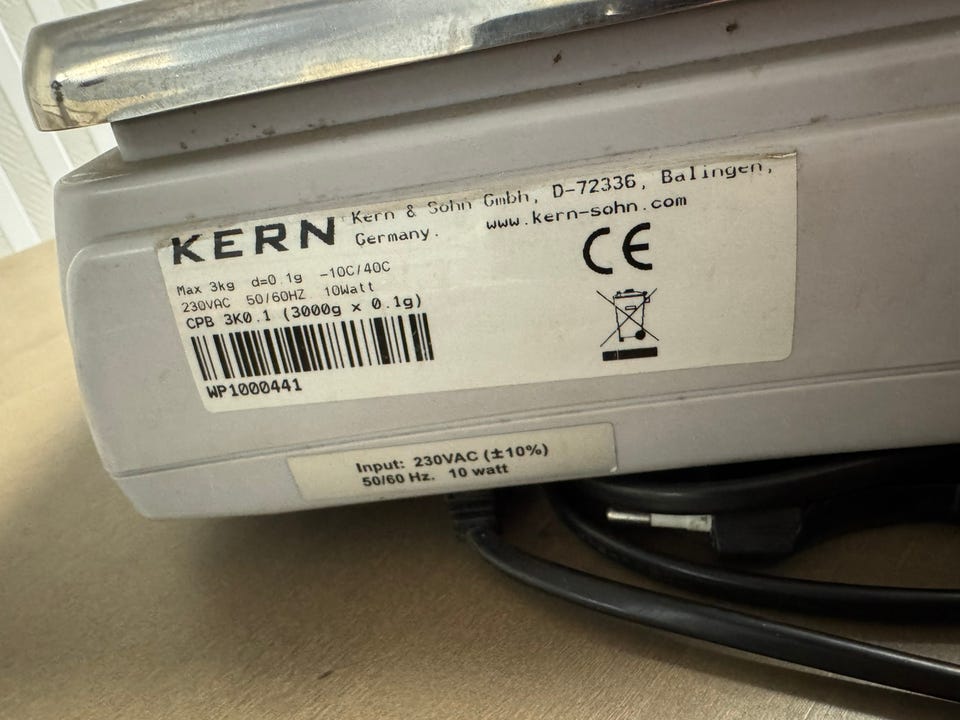 KERN Kern & Sohn Gmbh, D-72336, Balingen,
Germany. www.kern-sohn.com
Max 3kg d=0.1g -10C/40C
230VAC 50/60HZ 10Watt
CPB 3K0.1 (3000g x 0.1g)
CE
WP1000441
Input: 230VAC (±10%)
50/60 Hz. 10 watt